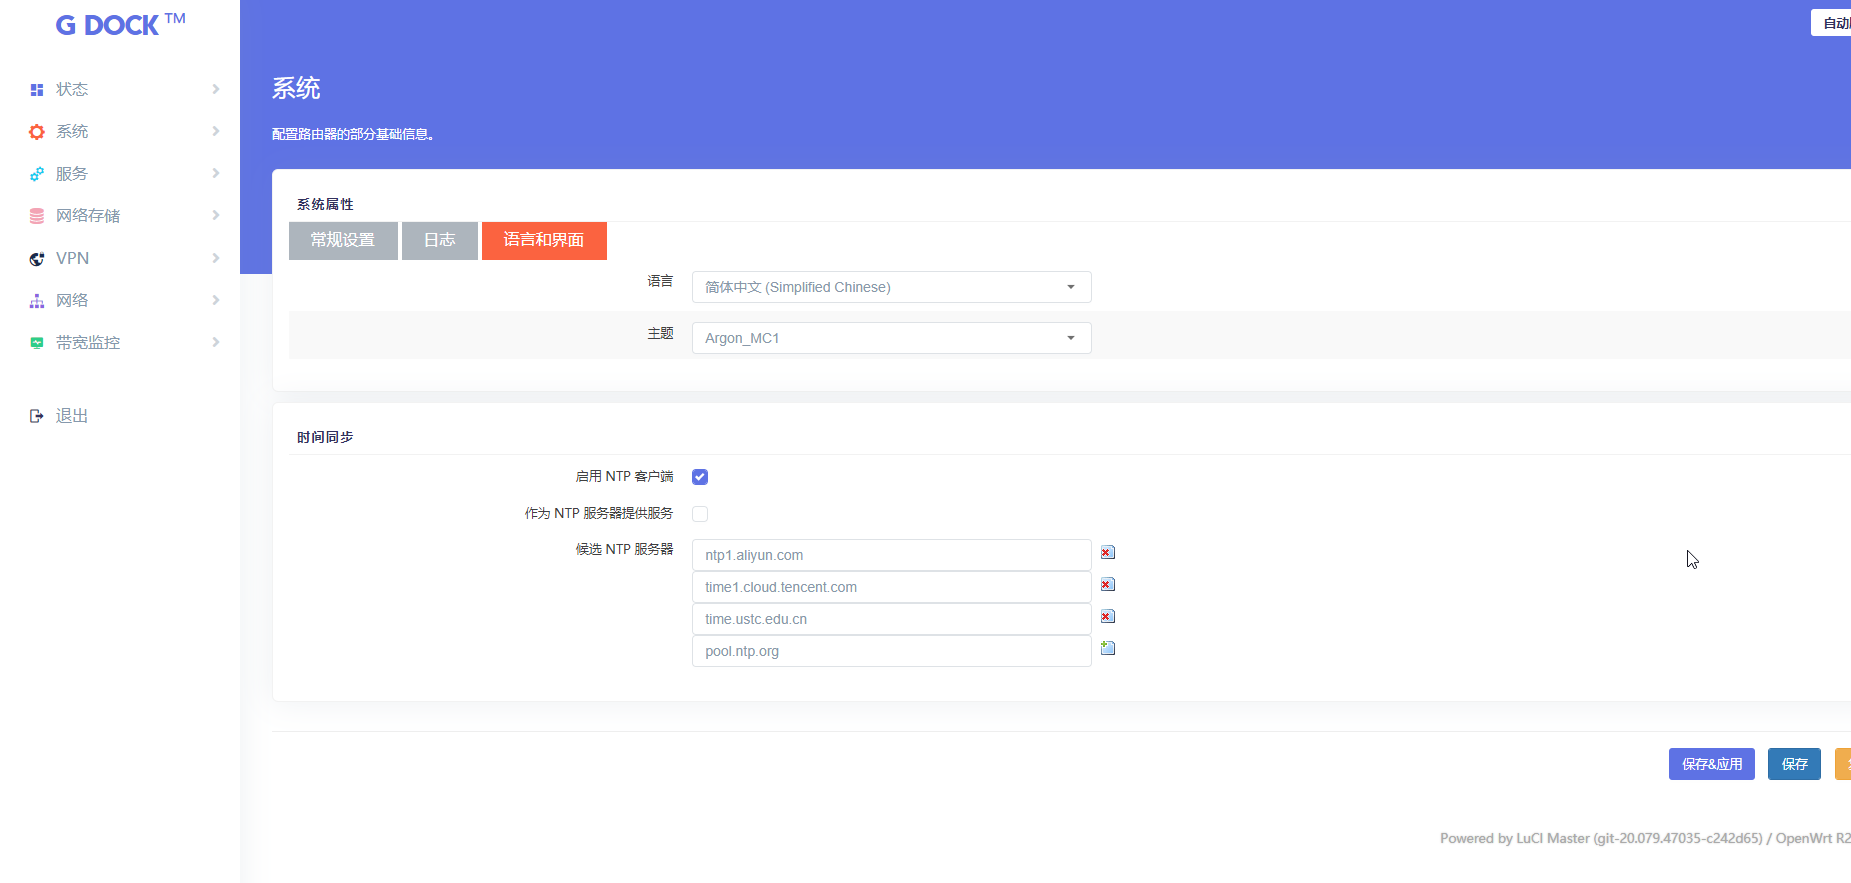 G DOCK TM
自动
状态
系统
服务
网络存储
VPN
网络
带宽监控
退出
系统
配置路由器的部分基础信息。
系统属性
常规设置 日志 语言和界面
语言 简体中文 (Simplified Chinese)
主题 Argon_MC1
时间同步
启用 NTP 客户端
作为 NTP 服务器提供服务
候选 NTP 服务器 ntp1.aliyun.com
time1.cloud.tencent.com
time.ustc.edu.cn
pool.ntp.org
保存&应用 保存
Powered by LuCI Master (git-20.079.47035-c242d65) / OpenWrt R2